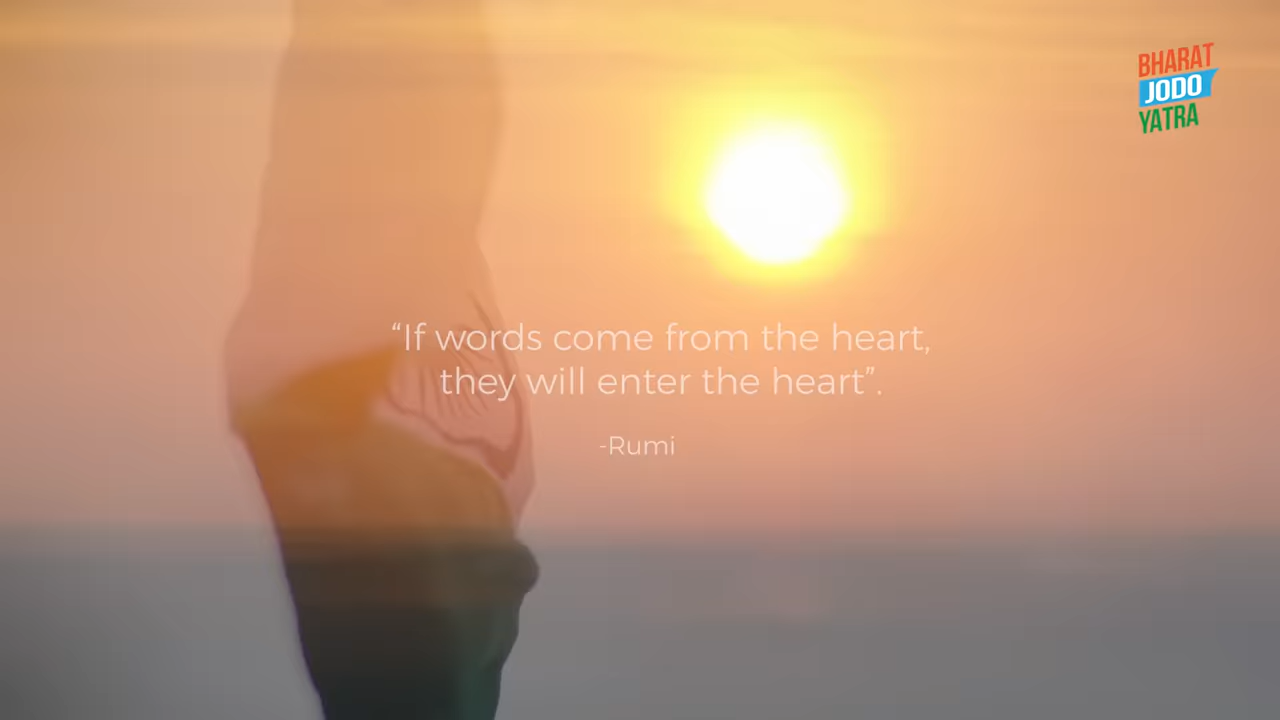 BHARAT
JODO
YATRA
“If words come from the heart,
they will enter the heart”.
-Rumi